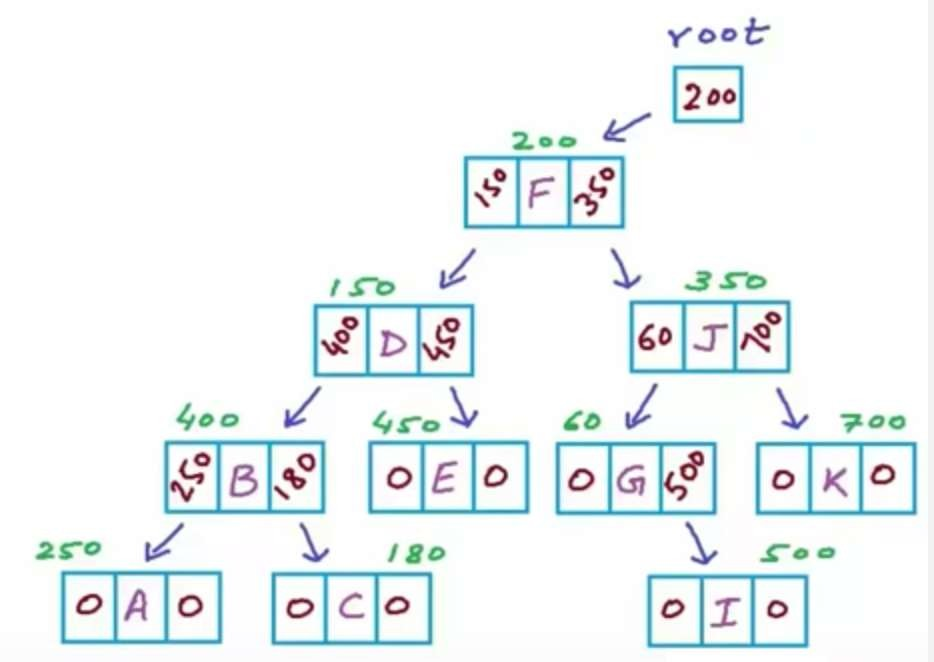 root
200
200
150 F 350
150
350
400 D 450
60 J 700
400
450
60
700
250 B 180
0 E 0
0 G 500
0 K 0
250
180
500
0 A 0
0 C 0
0 I 0